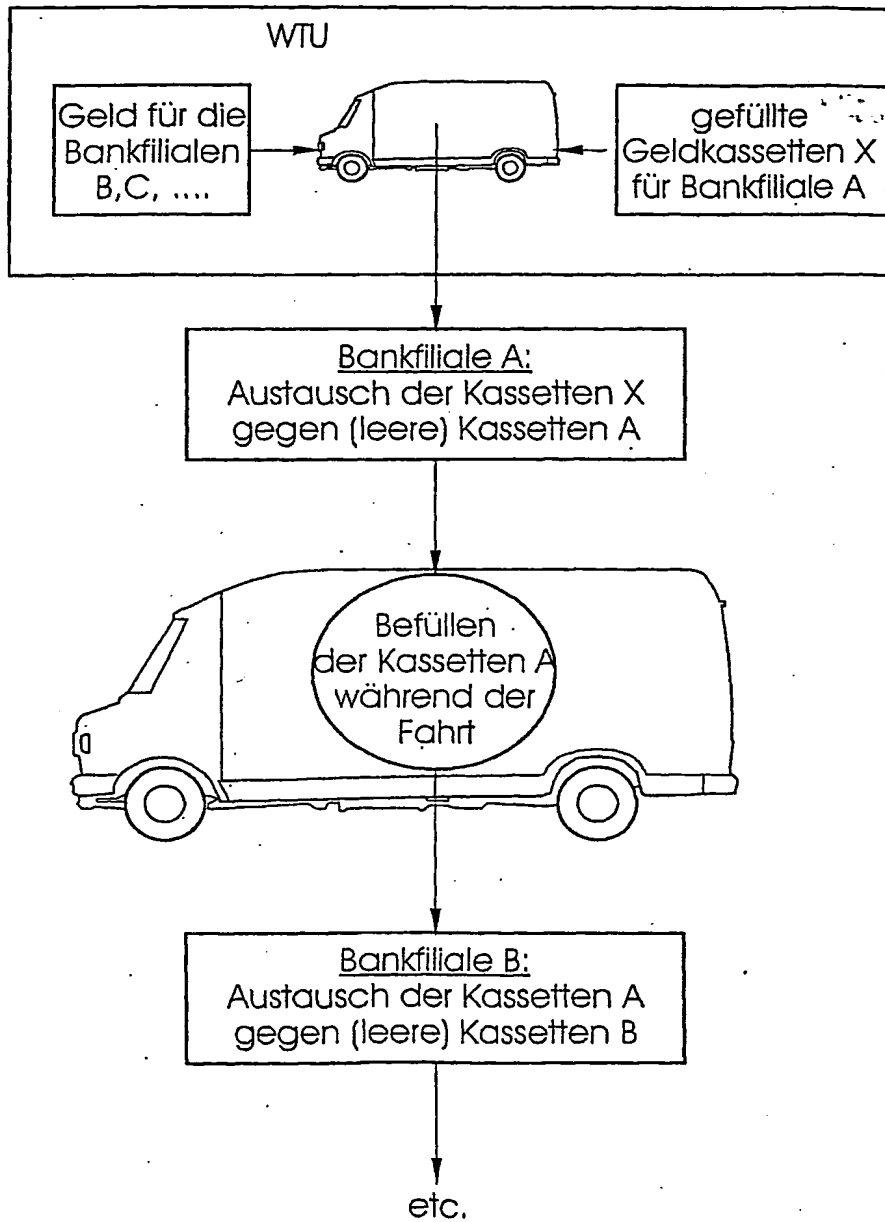 WTU
Geld für die
Bankfilialen
B,C, ....
gefüllte
Geldkassetten X
für Bankfiliale A
Bankfiliale A:
Austausch der Kassetten X
gegen (leere) Kassetten A
Befüllen
der Kassetten A
während der
Fahrt
Bankfiliale B:
Austausch der Kassetten A
gegen (leere) Kassetten B
etc.